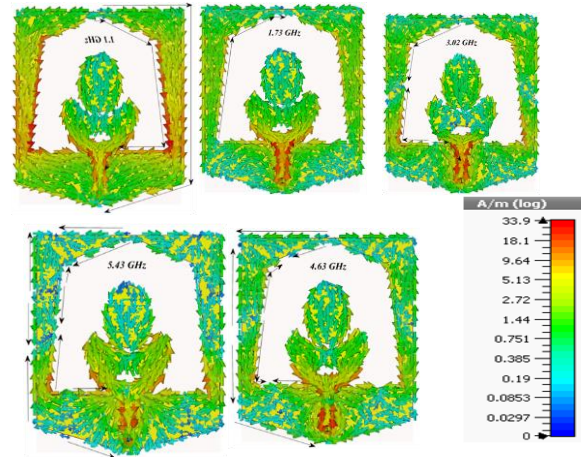 1.1 GHz
1.73 GHz
3.02 GHz
5.43 GHz
4.63 GHz
A/m (log)
33.9
18.1
9.64
5.13
2.72
1.44
0.751
0.385
0.19
0.0853
0.0297
0